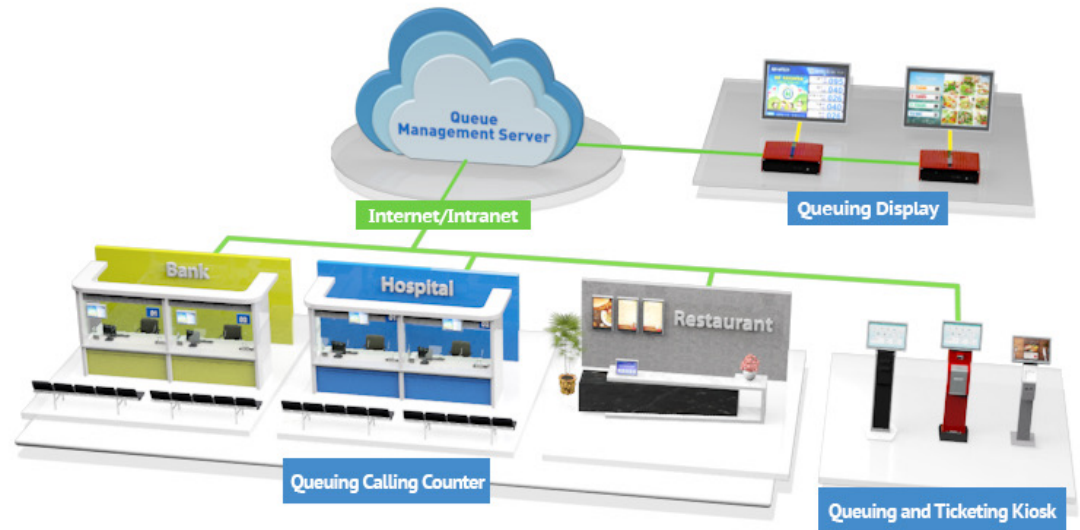 Queue
Management Server
Internet/Intranet
Queuing Display
Bank
Hospital
Restaurant
Queuing Calling Counter
Queuing and Ticketing Kiosk